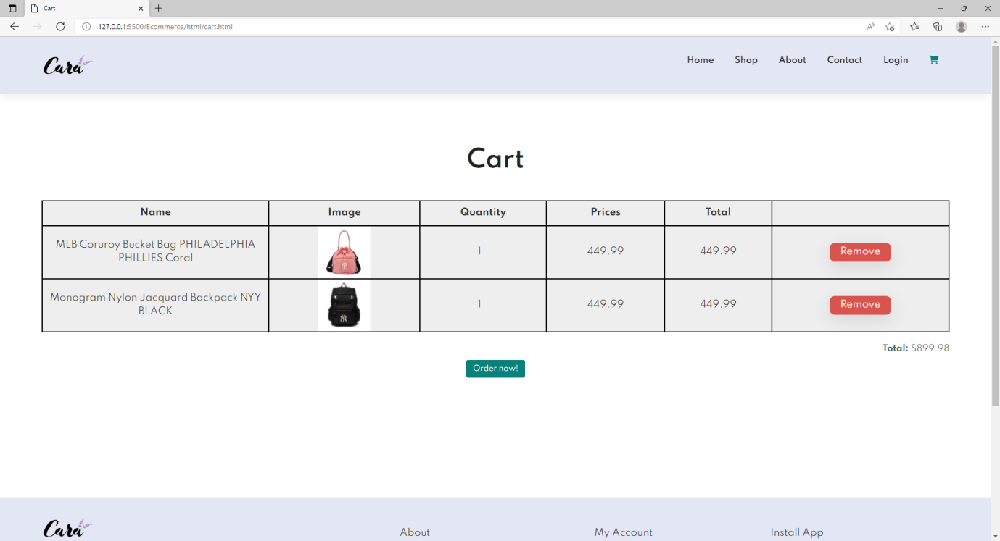 Cart
127.0.0.1:5500/Ecommerce/html/cart.html
Cara
Home Shop About Contact Login
Cart
Name Image Quantity Prices Total
MLB Coruroy Bucket Bag PHILADELPHIA
PHILLIES Coral
1 449.99 449.99 Remove
Monogram Nylon Jacquard Backpack NYY
BLACK
NY
1 449.99 449.99 Remove
Total: $899.98
Order now!
Cara
About My Account Install App